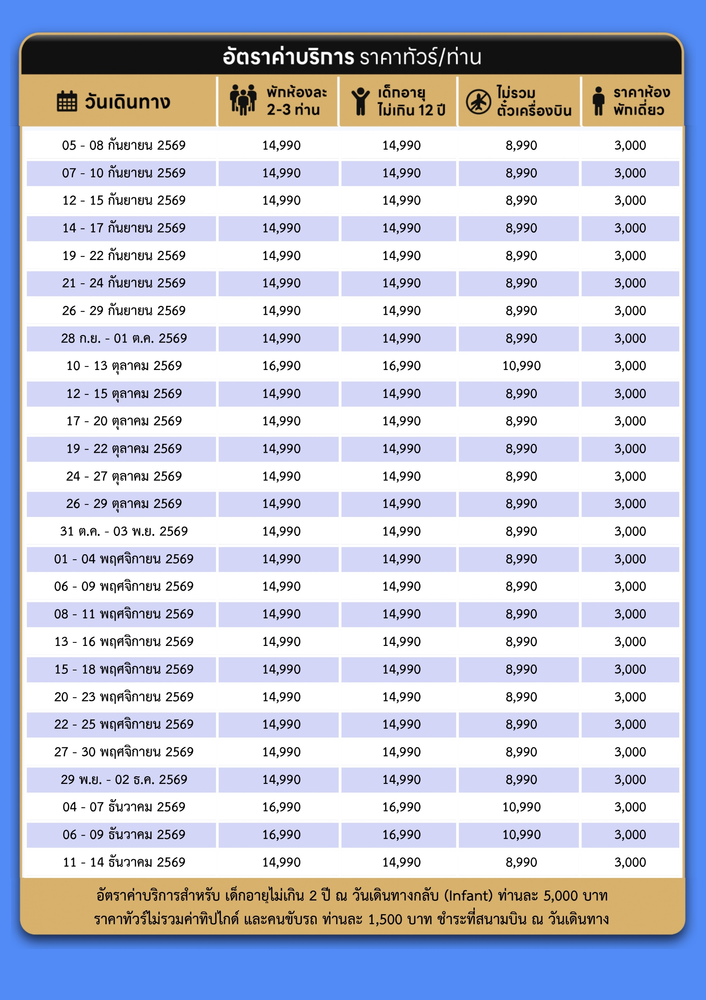 อัตราค่าบริการ ราคาทัวร์/ท่าน
วันเดินทาง พักห้องละ 2-3 ท่าน เด็กอายุ ไม่เกิน 12 ปี ไม่รวม ตั๋วเครื่องบิน ราคาห้อง พักเดี่ยว
05 - 08 กันยายน 2569 14,990 14,990 8,990 3,000
07 - 10 กันยายน 2569 14,990 14,990 8,990 3,000
12 - 15 กันยายน 2569 14,990 14,990 8,990 3,000
14 - 17 กันยายน 2569 14,990 14,990 8,990 3,000
19 - 22 กันยายน 2569 14,990 14,990 8,990 3,000
21 - 24 กันยายน 2569 14,990 14,990 8,990 3,000
26 - 29 กันยายน 2569 14,990 14,990 8,990 3,000
28 ก.ย. - 01 ต.ค. 2569 14,990 14,990 8,990 3,000
10 - 13 ตุลาคม 2569 16,990 16,990 10,990 3,000
12 - 15 ตุลาคม 2569 14,990 14,990 8,990 3,000
17 - 20 ตุลาคม 2569 14,990 14,990 8,990 3,000
19 - 22 ตุลาคม 2569 14,990 14,990 8,990 3,000
24 - 27 ตุลาคม 2569 14,990 14,990 8,990 3,000
26 - 29 ตุลาคม 2569 14,990 14,990 8,990 3,000
31 ต.ค. - 03 พ.ย. 2569 14,990 14,990 8,990 3,000
01 - 04 พฤศจิกายน 2569 14,990 14,990 8,990 3,000
06 - 09 พฤศจิกายน 2569 14,990 14,990 8,990 3,000
08 - 11 พฤศจิกายน 2569 14,990 14,990 8,990 3,000
13 - 16 พฤศจิกายน 2569 14,990 14,990 8,990 3,000
15 - 18 พฤศจิกายน 2569 14,990 14,990 8,990 3,000
20 - 23 พฤศจิกายน 2569 14,990 14,990 8,990 3,000
22 - 25 พฤศจิกายน 2569 14,990 14,990 8,990 3,000
27 - 30 พฤศจิกายน 2569 14,990 14,990 8,990 3,000
29 พ.ย. - 02 ธ.ค. 2569 14,990 14,990 8,990 3,000
04 - 07 ธันวาคม 2569 16,990 16,990 10,990 3,000
06 - 09 ธันวาคม 2569 16,990 16,990 10,990 3,000
11 - 14 ธันวาคม 2569 14,990 14,990 8,990 3,000
อัตราค่าบริการสำหรับ เด็กอายุไม่เกิน 2 ปี ณ วันเดินทางกลับ (Infant) ท่านละ 5,000 บาท
ราคาทัวร์ไม่รวมค่าทิปไกด์ และคนขับรถ ท่านละ 1,500 บาท ชำระที่สนามบิน ณ วันเดินทาง